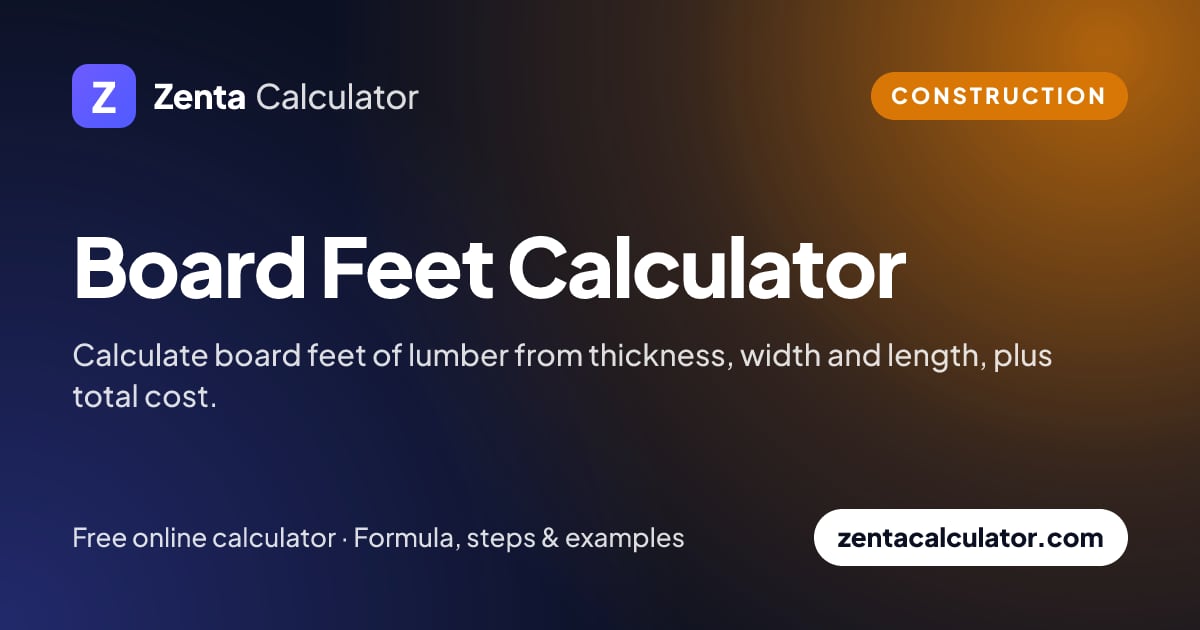 Z
Zenta Calculator
CONSTRUCTION
Board Feet Calculator
Calculate board feet of lumber from thickness, width and length, plus
total cost.
Free online calculator · Formula, steps & examples
zentacalculator.com